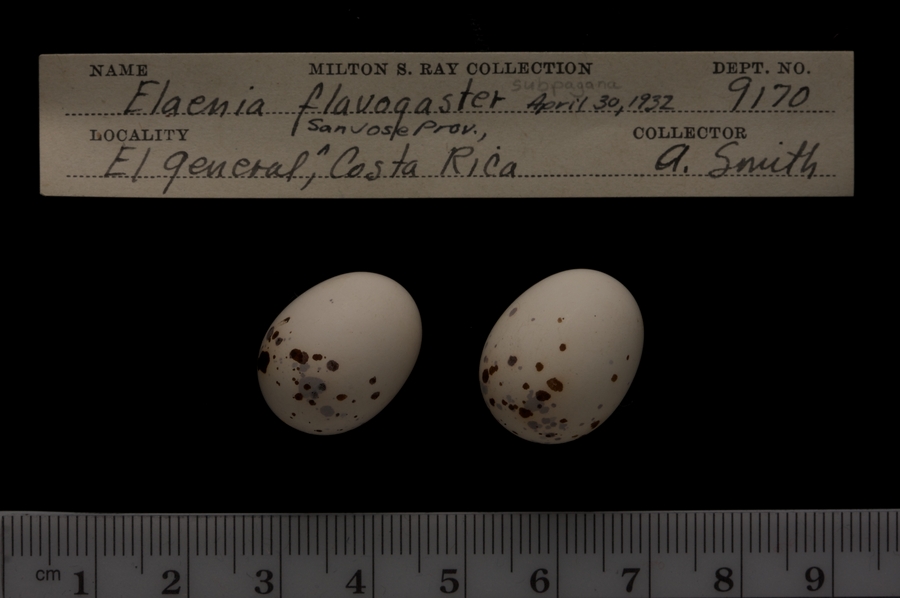 NAME MILTON S. RAY COLLECTION DEPT. NO.
subpagana
Elaenia flavogaster April 30, 1932 9170
LOCALITY San Jose Prov., COLLECTOR
El general, ^ Costa Rica A. Smith
cm 1 2 3 4 5 6 7 8 9